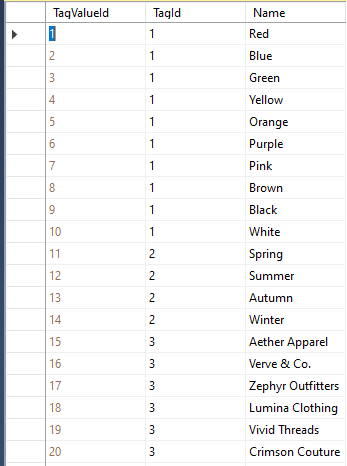 TagValueId TagId Name
1 1 Red
2 1 Blue
3 1 Green
4 1 Yellow
5 1 Orange
6 1 Purple
7 1 Pink
8 1 Brown
9 1 Black
10 1 White
11 2 Spring
12 2 Summer
13 2 Autumn
14 2 Winter
15 3 Aether Apparel
16 3 Verve & Co.
17 3 Zephyr Outfitters
18 3 Lumina Clothing
19 3 Vivid Threads
20 3 Crimson Couture